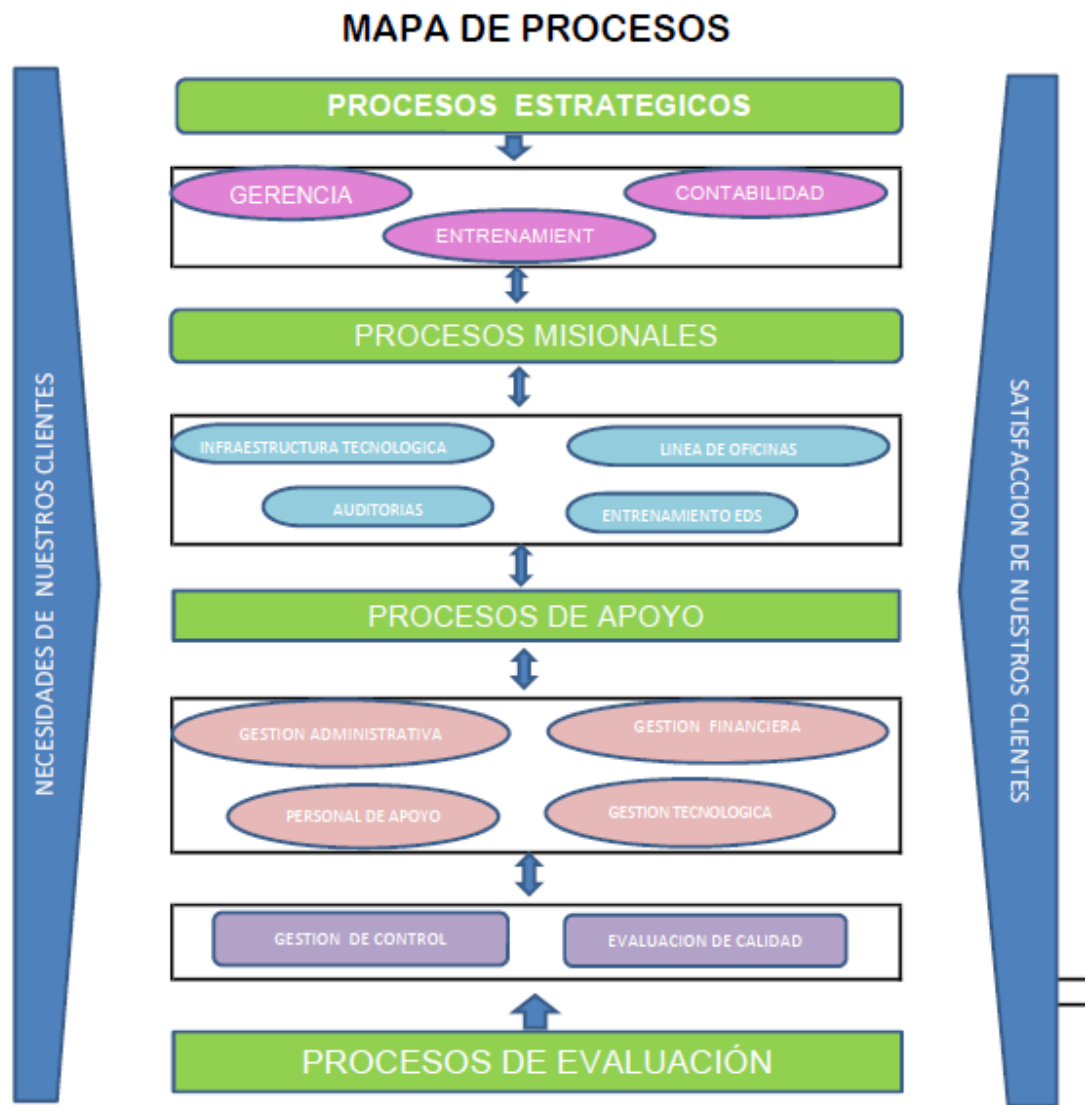 MAPA DE PROCESOS
NECESIDADES DE NUESTROS CLIENTES
PROCESOS ESTRATEGICOS
GERENCIA
CONTABILIDAD
ENTRENAMIENT
PROCESOS MISIONALES
INFRAESTRUCTURA TECNOLOGICA
LINEA DE OFICINAS
AUDITORIAS
ENTRENAMIENTO EDS
PROCESOS DE APOYO
GESTION ADMINISTRATIVA
GESTION FINANCIERA
PERSONAL DE APOYO
GESTION TECNOLOGICA
GESTION DE CONTROL
EVALUACION DE CALIDAD
PROCESOS DE EVALUACIÓN
SATISFACCION DE NUESTROS CLIENTES